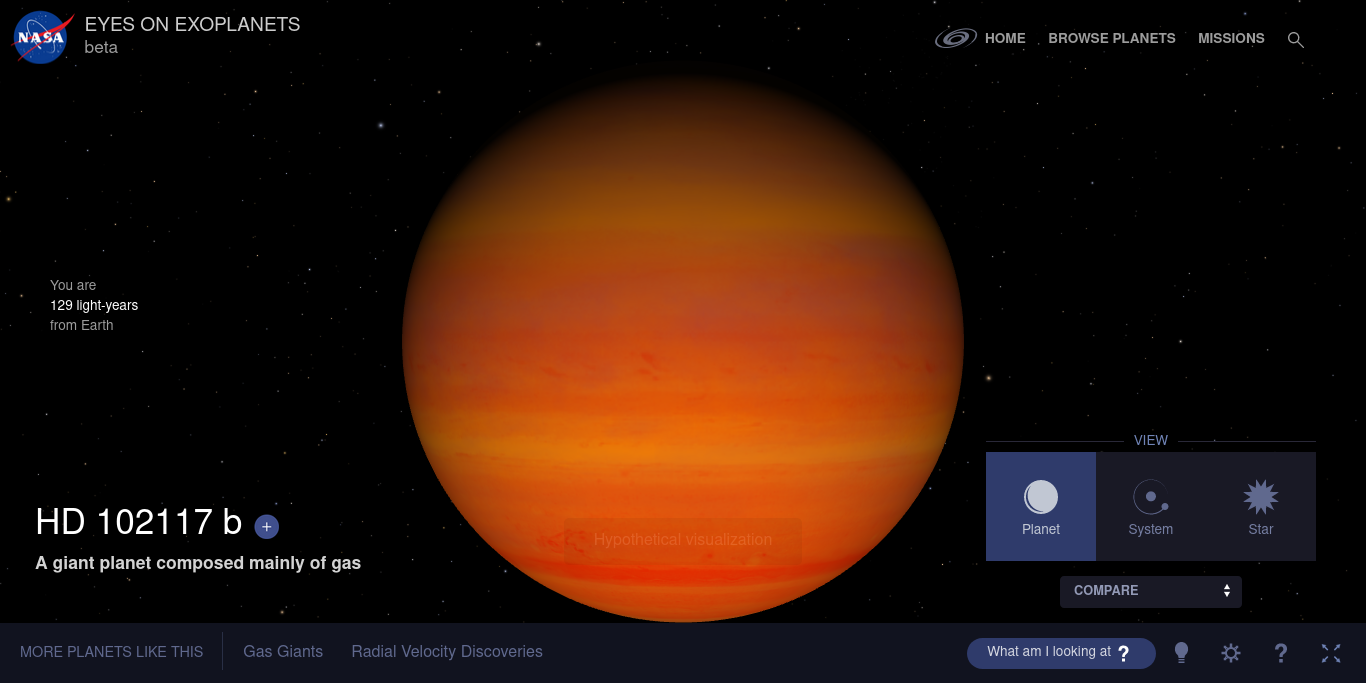 NASA
EYES ON EXOPLANETS
beta
HOME
BROWSE PLANETS
MISSIONS
You are
129 light-years
from Earth
VIEW
Planet
System
Star
COMPARE
HD 102117 b +
A giant planet composed mainly of gas
Hypothetical visualization
MORE PLANETS LIKE THIS
Gas Giants
Radial Velocity Discoveries
What am I looking at ?
?